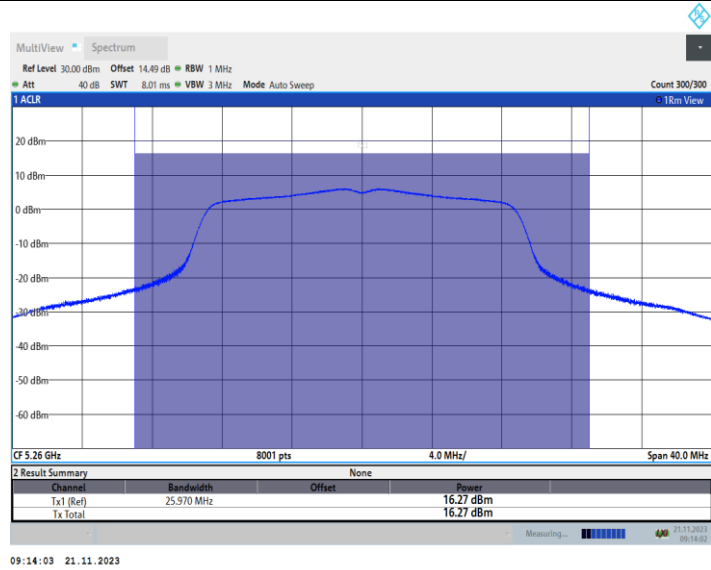 R S
MultiView Spectrum
Ref Level 30.00 dBm Offset 14.49 dB RBW 1 MHz
Att 40 dB SWT 8.01 ms VBW 3 MHz Mode Auto Sweep Count 300/300
1 ACLR 1Rm View
20 dBm
10 dBm
0 dBm
-10 dBm
-20 dBm
-30 dBm
-40 dBm
-50 dBm
-60 dBm
CF 5.26 GHz 8001 pts 4.0 MHz/ Span 40.0 MHz
2 Result Summary None
Channel Bandwidth Offset Power
Tx1 (Ref) 25.970 MHz 16.27 dBm
Tx Total 16.27 dBm
Measuring... 21.11.2023
09:14:02
09:14:03 21.11.2023